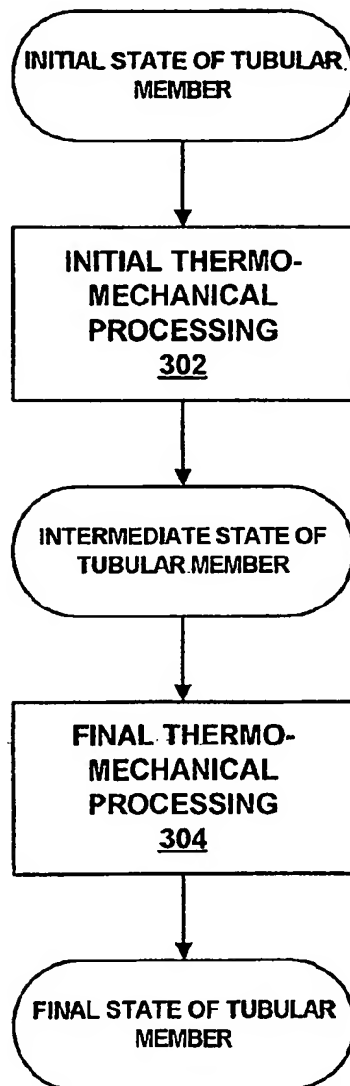 INITIAL STATE OF TUBULAR
MEMBER
INITIAL THERMO-
MECHANICAL
PROCESSING
302
INTERMEDIATE STATE OF
TUBULAR MEMBER
FINAL THERMO-
MECHANICAL
PROCESSING
304
FINAL STATE OF TUBULAR
MEMBER